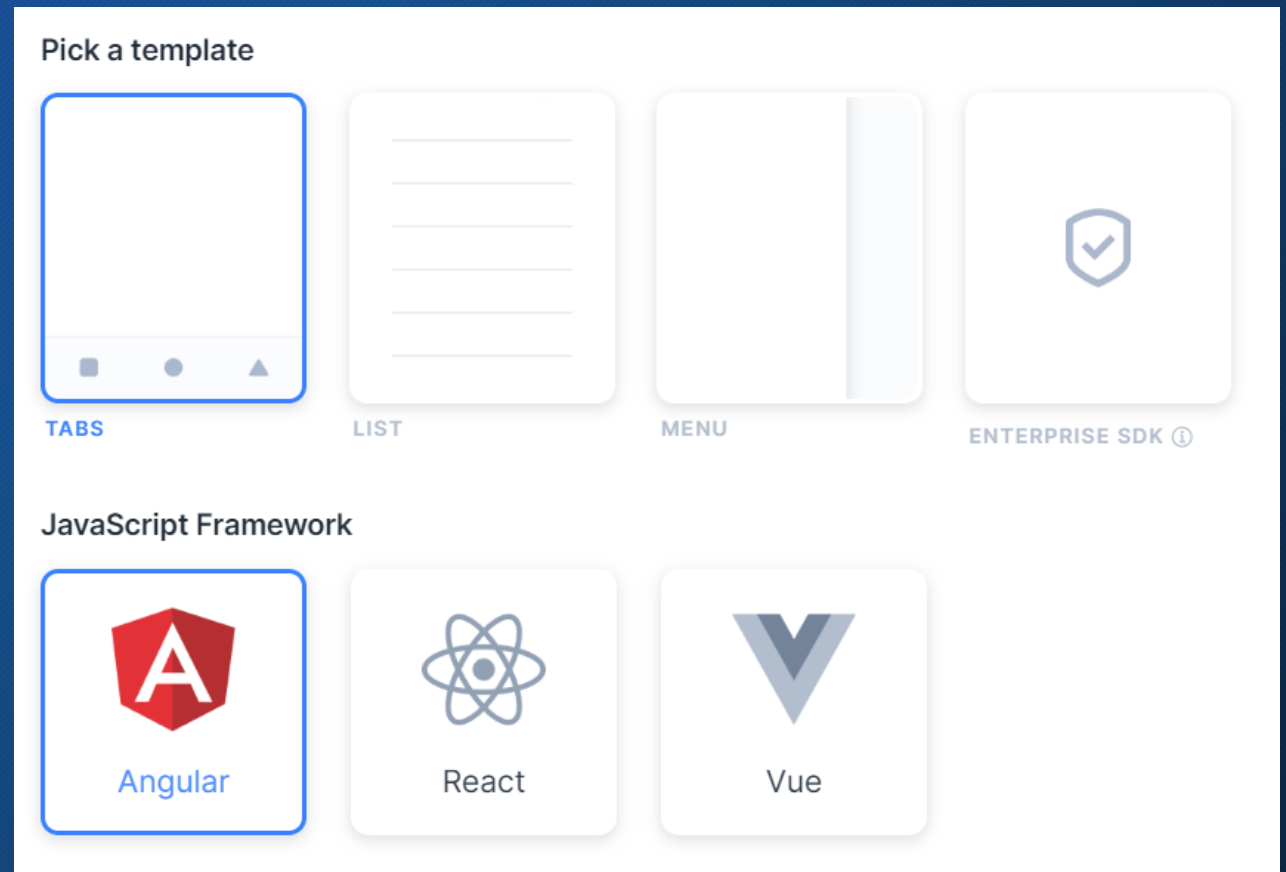 Pick a template
TABS
LIST
MENU
ENTERPRISE SDK
JavaScript Framework
Angular
React
Vue